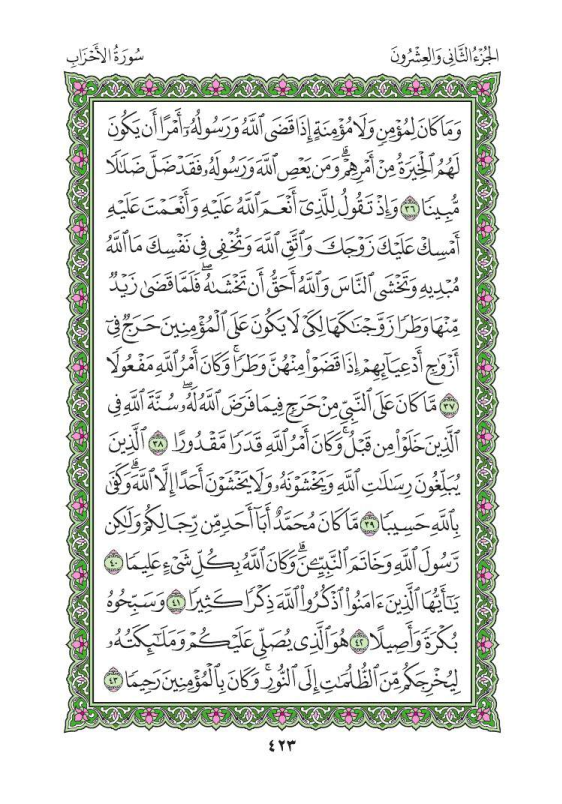 الجُزْءُ الثَّانِي وَالعِشْرُونَ
سُورَةُ الأَحْزَابِ
وَمَا كَانَ لِمُؤْمِنٍ وَلَا مُؤْمِنَةٍ إِذَا قَضَى ٱللَّهُ وَرَسُولُهُۥٓ أَمْرًا أَن يَكُونَ
لَهُمُ ٱلْخِيَرَةُ مِنْ أَمْرِهِمْ ۗ وَمَن يَعْصِ ٱللَّهَ وَرَسُولَهُۥ فَقَدْ ضَلَّ ضَلَٰلًا
مُّبِينًا ٣٦ وَإِذْ تَقُولُ لِلَّذِىٓ أَنْعَمَ ٱللَّهُ عَلَيْهِ وَأَنْعَمْتَ عَلَيْهِ
أَمْسِكْ عَلَيْكَ زَوْجَكَ وَٱتَّقِ ٱللَّهَ وَتُخْفِى فِى نَفْسِكَ مَا ٱللَّهُ
مُبْدِيهِ وَتَخْشَى ٱلنَّاسَ وَٱللَّهُ أَحَقُّ أَن تَخْشَىٰهُ ۖ فَلَمَّا قَضَىٰ زَيْدٌ
مِّنْهَا وَطَرًا زَوَّجْنَٰكَهَا لِكَىْ لَا يَكُونَ عَلَى ٱلْمُؤْمِنِينَ حَرَجٌ فِىٓ
أَزْوَٰجِ أَدْعِيَآئِهِمْ إِذَا قَضَوْا۟ مِنْهُنَّ وَطَرًا ۚ وَكَانَ أَمْرُ ٱللَّهِ مَفْعُولًا
٣٧ مَّا كَانَ عَلَى ٱلنَّبِىِّ مِنْ حَرَجٍ فِيمَا فَرَضَ ٱللَّهُ لَهُۥ ۖ سُنَّةَ ٱللَّهِ فِى
ٱلَّذِينَ خَلَوْا۟ مِن قَبْلُ ۚ وَكَانَ أَمْرُ ٱللَّهِ قَدَرًا مَّقْدُورًا ٣٨ ٱلَّذِينَ
يُبَلِّغُونَ رِسَٰلَٰتِ ٱللَّهِ وَيَخْشَوْنَهُۥ وَلَا يَخْشَوْنَ أَحَدًا إِلَّا ٱللَّهَ ۗ وَكَفَىٰ
بِٱللَّهِ حَسِيبًا ٣٩ مَّا كَانَ مُحَمَّدٌ أَبَآ أَحَدٍ مِّن رِّجَالِكُمْ وَلَٰكِن
رَّسُولَ ٱللَّهِ وَخَاتَمَ ٱلنَّبِيِّـۧنَ ۗ وَكَانَ ٱللَّهُ بِكُلِّ شَىْءٍ عَلِيمًا ٤٠
يَٰٓأَيُّهَا ٱلَّذِينَ ءَامَنُوا۟ ٱذْكُرُوا۟ ٱللَّهَ ذِكْرًا كَثِيرًا ٤١ وَسَبِّحُوهُ
بُكْرَةً وَأَصِيلًا ٤٢ هُوَ ٱلَّذِى يُصَلِّى عَلَيْكُمْ وَمَلَٰٓئِكَتُهُۥ
لِيُخْرِجَكُم مِّنَ ٱلظُّلُمَٰتِ إِلَى ٱلنُّورِ ۚ وَكَانَ بِٱلْمُؤْمِنِينَ رَحِيمًا ٤٣
٤٢٣